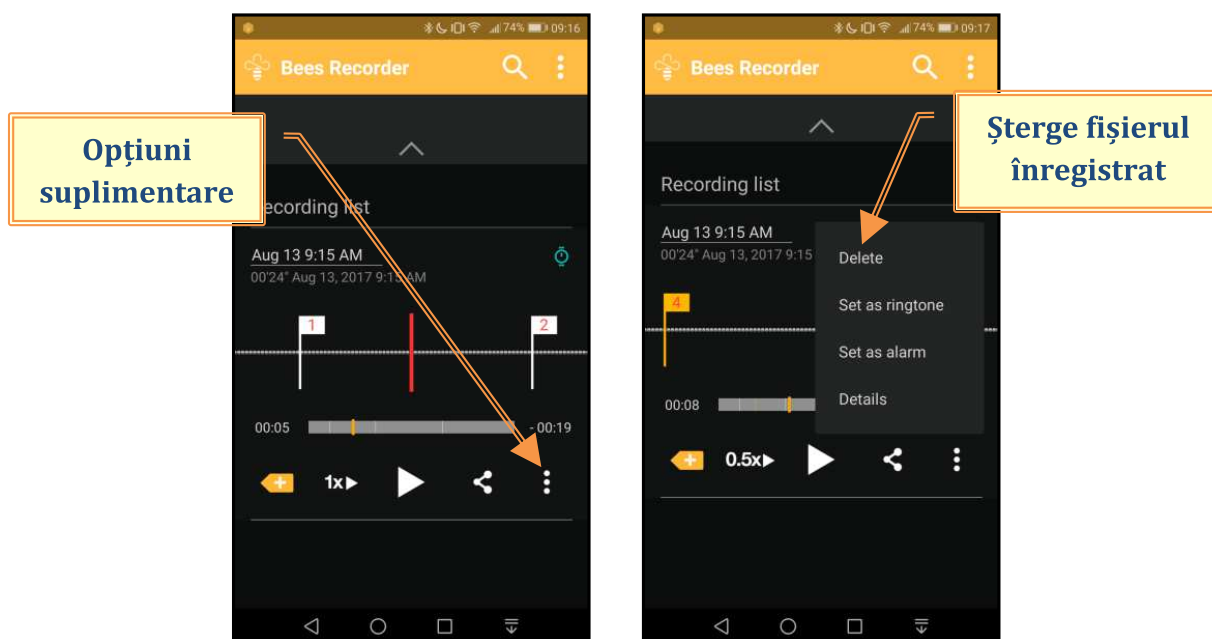 74% 09:16
Bees Recorder
Opțiuni
suplimentare
ecording list
Aug 13 9:15 AM
00'24" Aug 13, 2017 9:15 AM
1
2
00:05
-00:19
1x
74% 09:17
Bees Recorder
Șterge fișierul
înregistrat
Recording list
Aug 13 9:15 AM
00'24" Aug 13, 2017 9:15
Delete
4
Set as ringtone
Set as alarm
00:08
Details
0.5x